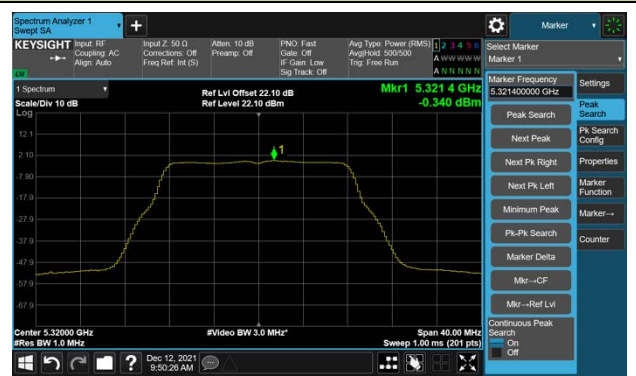 Spectrum Analyzer 1
Swept SA
+
Marker
KEYSIGHT
Input: RF
Coupling: AC
Align: Auto
Input Z: 50 Ω
Corrections: Off
Freq Ref: Int (S)
Atten: 10 dB
Preamp: Off
PNO: Fast
Gate: Off
IF Gain: Low
Sig Track: Off
Avg Type: Power (RMS)
Avg|Hold: 500/500
Trig: Free Run
1 2 3 4 5 6
A W W W W W
A N N N N N
LU
Select Marker
Marker 1
1 Spectrum
Scale/Div 10 dB
Log
Ref Lvl Offset 22.10 dB
Ref Level 22.10 dBm
Mkr1 5.321 4 GHz
-0.340 dBm
12.1
2.10
-7.90
-17.9
-27.9
-37.9
-47.9
-57.9
-67.9
1
Center 5.32000 GHz
#Res BW 1.0 MHz
#Video BW 3.0 MHz*
Span 40.00 MHz
Sweep 1.00 ms (201 pts)
Marker Frequency
5.321400000 GHz
Peak Search
Next Peak
Next Pk Right
Next Pk Left
Minimum Peak
Pk-Pk Search
Marker Delta
Mkr→CF
Mkr→Ref Lvl
Continuous Peak
Search
On
Off
Settings
Peak
Search
Pk Search
Config
Properties
Marker
Function
Marker→
Counter
?
Dec 12, 2021
9:50:26 AM